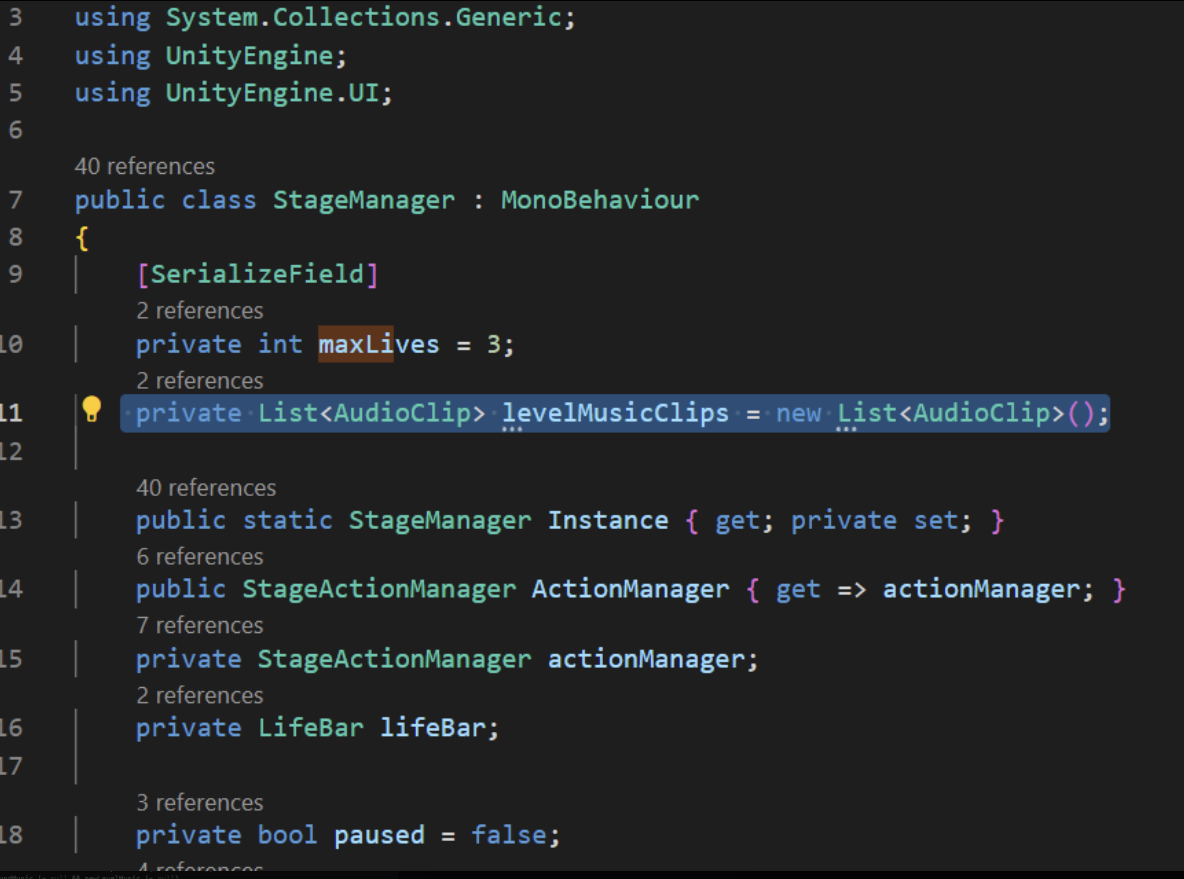 3 using System.Collections.Generic;
4 using UnityEngine;
5 using UnityEngine.UI;
6
40 references
7 public class StageManager : MonoBehaviour
8 {
9 [SerializeField]
2 references
10 private int maxLives = 3;
2 references
11 private List<AudioClip> levelMusicClips = new List<AudioClip>();
12
40 references
13 public static StageManager Instance { get; private set; }
6 references
14 public StageActionManager ActionManager { get => actionManager; }
7 references
15 private StageActionManager actionManager;
2 references
16 private LifeBar lifeBar;
17
3 references
18 private bool paused = false;
4 references